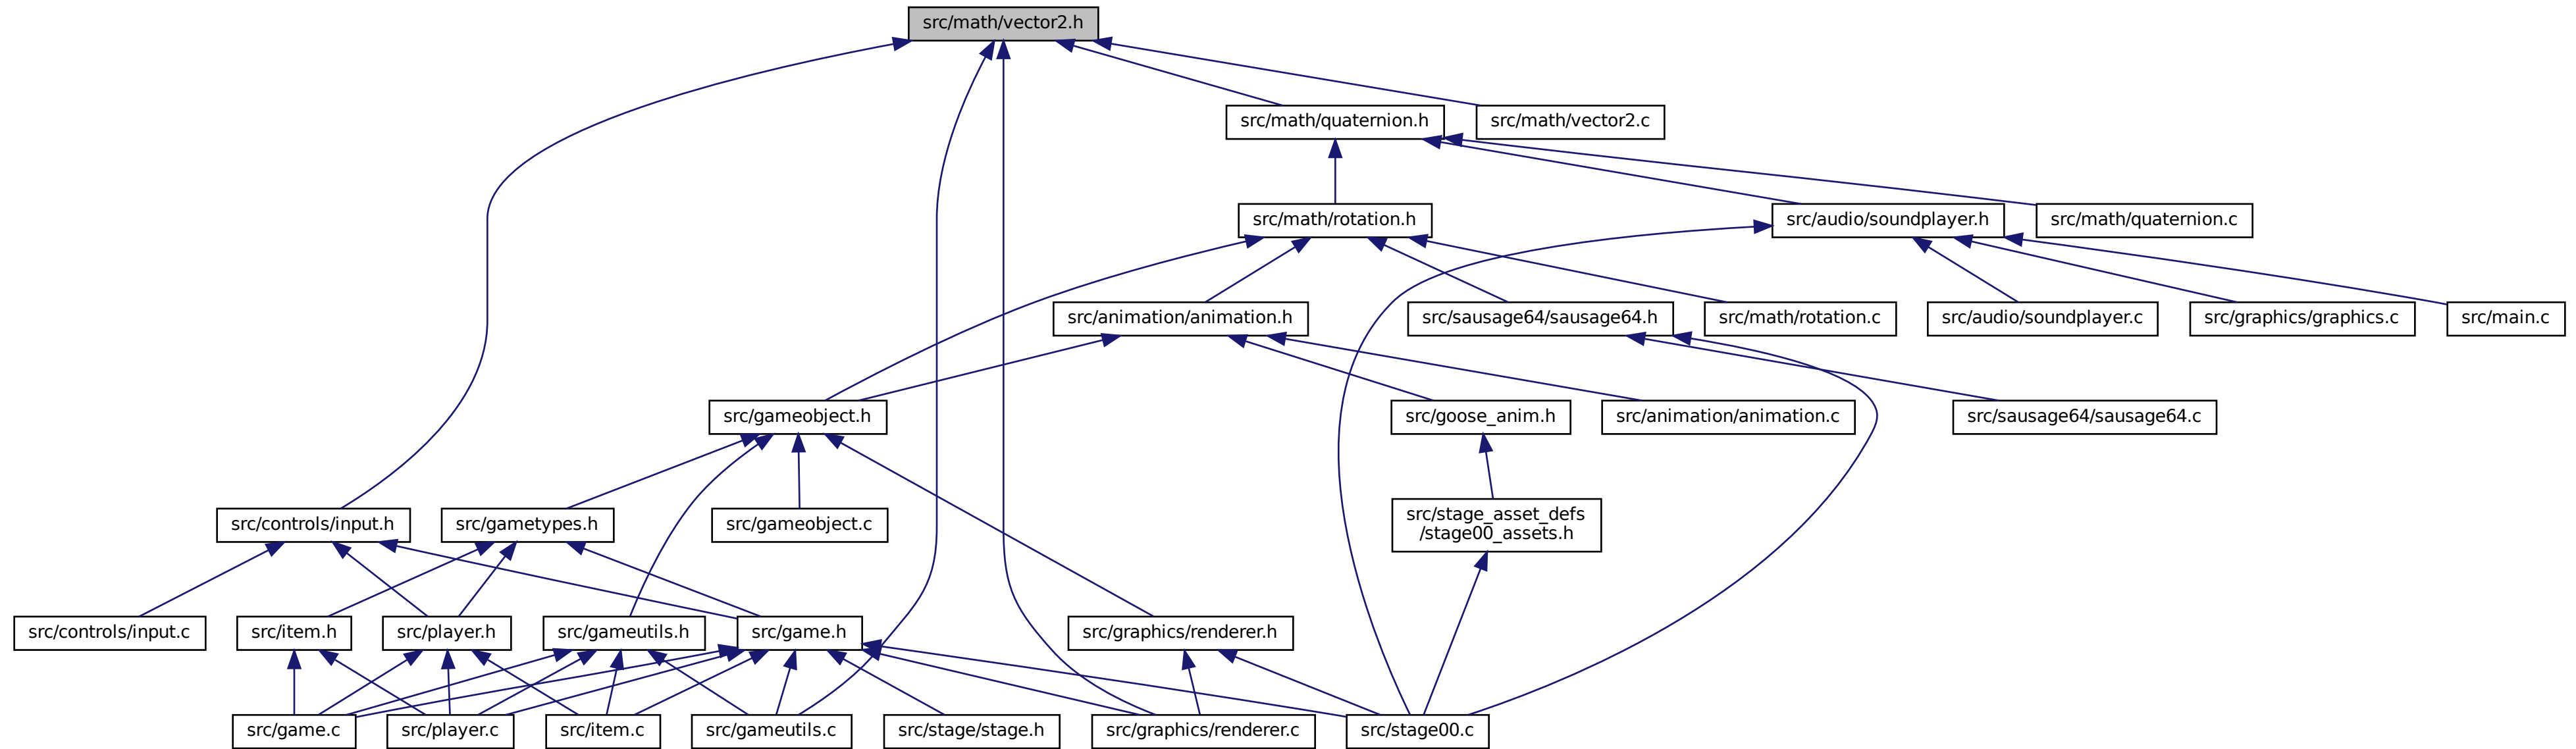 src/math/vector2.h
src/math/quaternion.h
src/math/vector2.c
src/math/rotation.h
src/audio/soundplayer.h
src/math/quaternion.c
src/animation/animation.h
src/sausage64/sausage64.h
src/math/rotation.c
src/audio/soundplayer.c
src/graphics/graphics.c
src/main.c
src/gameobject.h
src/goose_anim.h
src/animation/animation.c
src/sausage64/sausage64.c
src/controls/input.h
src/gametypes.h
src/gameobject.c
src/stage_asset_defs
/stage00_assets.h
src/controls/input.c
src/item.h
src/player.h
src/gameutils.h
src/game.h
src/graphics/renderer.h
src/game.c
src/player.c
src/item.c
src/gameutils.c
src/stage/stage.h
src/graphics/renderer.c
src/stage00.c